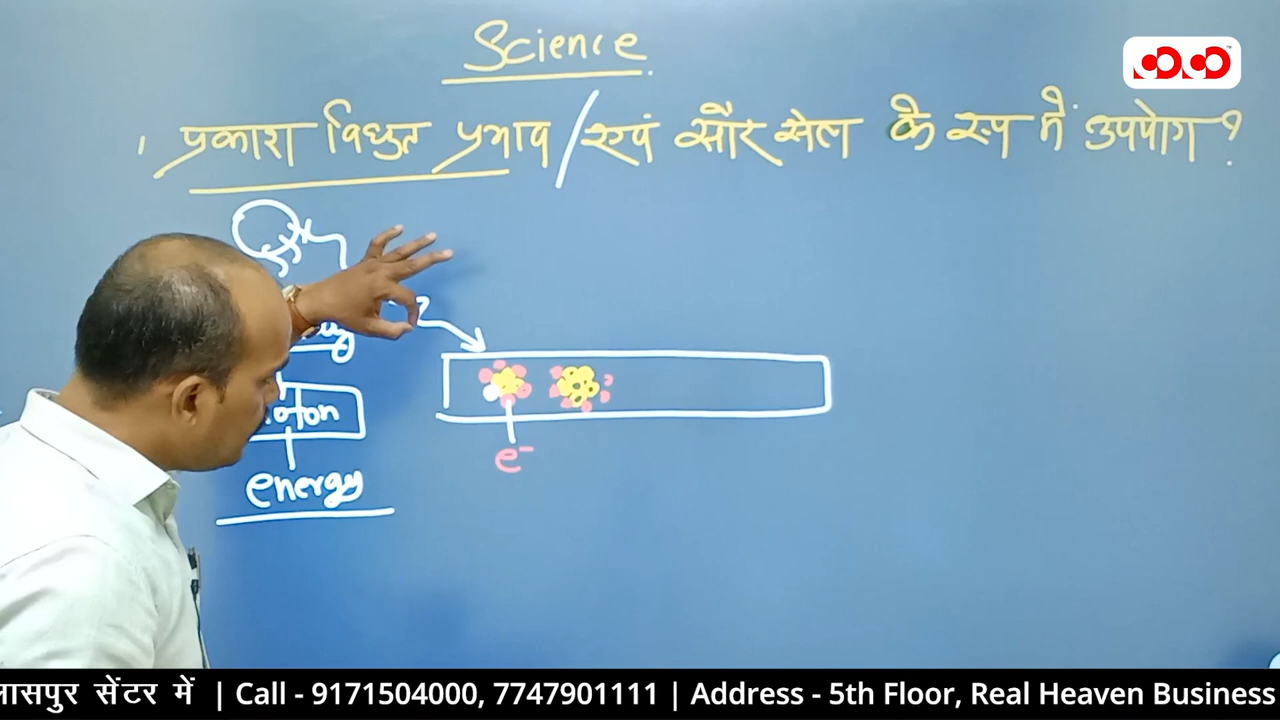 Science
प्रकाश विद्युत प्रभाव / एवं सौर सेल के रूप में उपयोग ?
energy
e⁻
लासपुर सेंटर में | Call - 9171504000, 7747901111 | Address - 5th Floor, Real Heaven Business